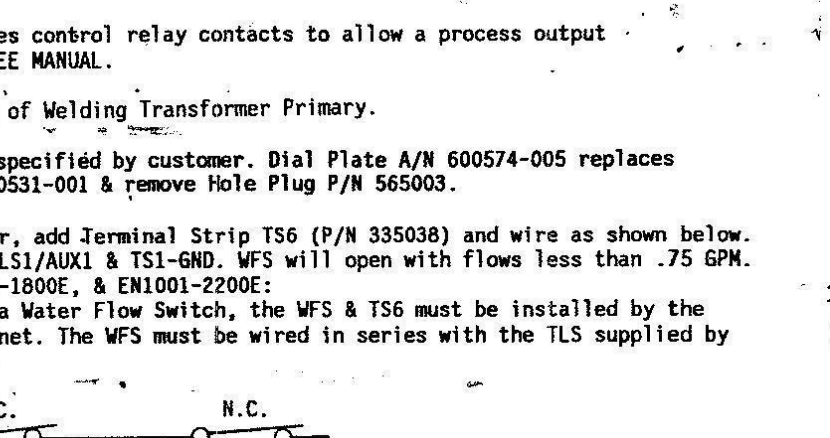 es control relay contacts to allow a process output
EE MANUAL.
of Welding Transformer Primary.
specified by customer. Dial Plate A/N 600574-005 replaces
0531-001 & remove Hole Plug P/N 565003.
r, add Terminal Strip TS6 (P/N 335038) and wire as shown below.
LS1/AUX1 & TS1-GND. WFS will open with flows less than .75 GPM.
-1800E, & EN1001-2200E:
a Water Flow Switch, the WFS & TS6 must be installed by the
net. The WFS must be wired in series with the TLS supplied by
C. N.C.